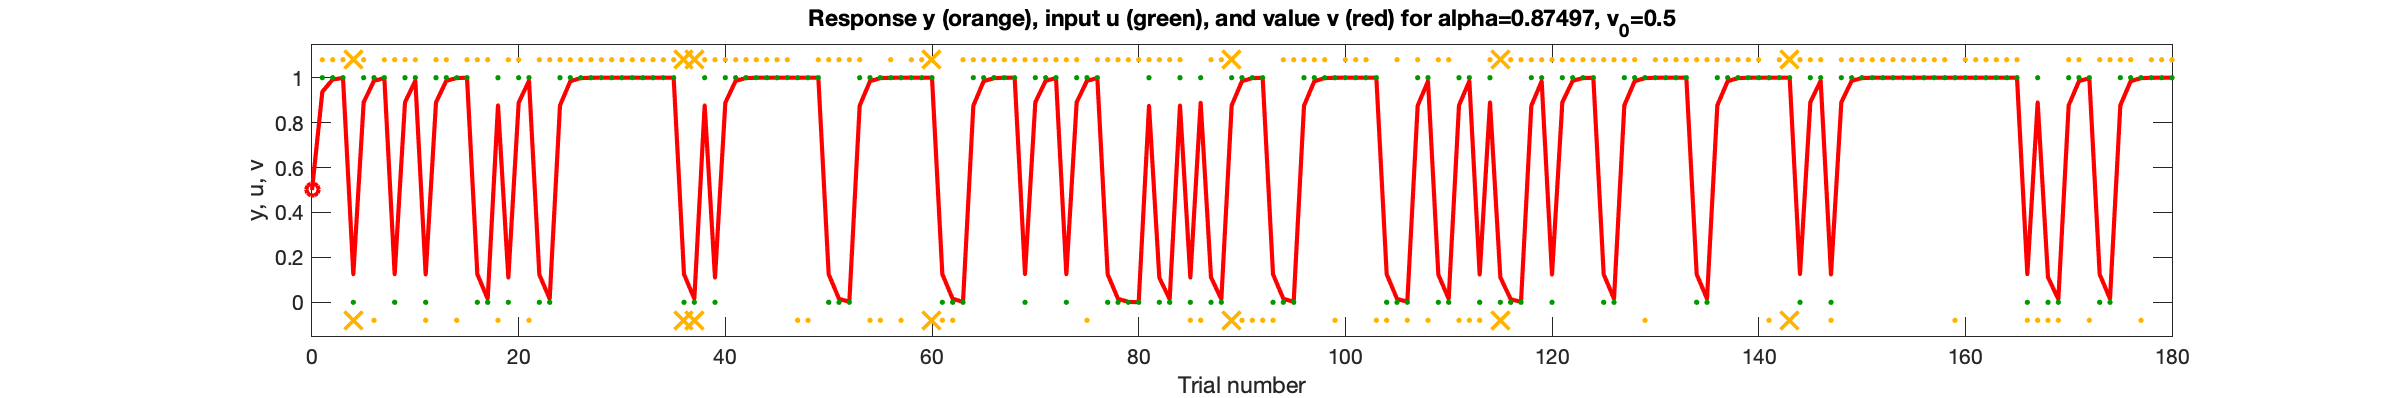 Response y (orange), input u (green), and value v (red) for alpha=0.87497, v_0=0.5
y, u, v
1
0.8
0.6
0.4
0.2
0
0 20 40 60 80 100 120 140 160 180
Trial number